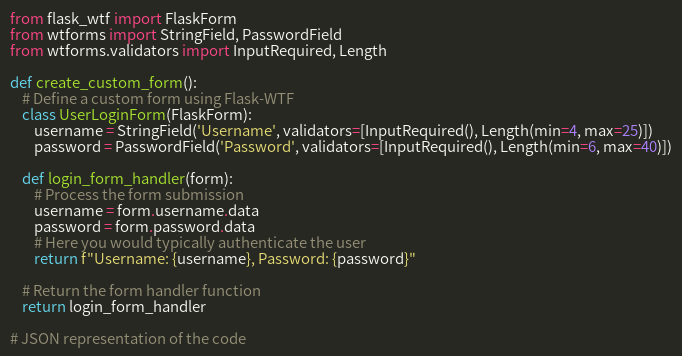 from flask_wtf import FlaskForm
from wtforms import StringField, PasswordField
from wtforms.validators import InputRequired, Length

def create_custom_form():
    # Define a custom form using Flask-WTF
    class UserLoginForm(FlaskForm):
        username = StringField('Username', validators=[InputRequired(), Length(min=4, max=25)])
        password = PasswordField('Password', validators=[InputRequired(), Length(min=6, max=40)])

    def login_form_handler(form):
        # Process the form submission
        username = form.username.data
        password = form.password.data
        # Here you would typically authenticate the user
        return f"Username: {username}, Password: {password}"

    # Return the form handler function
    return login_form_handler

# JSON representation of the code